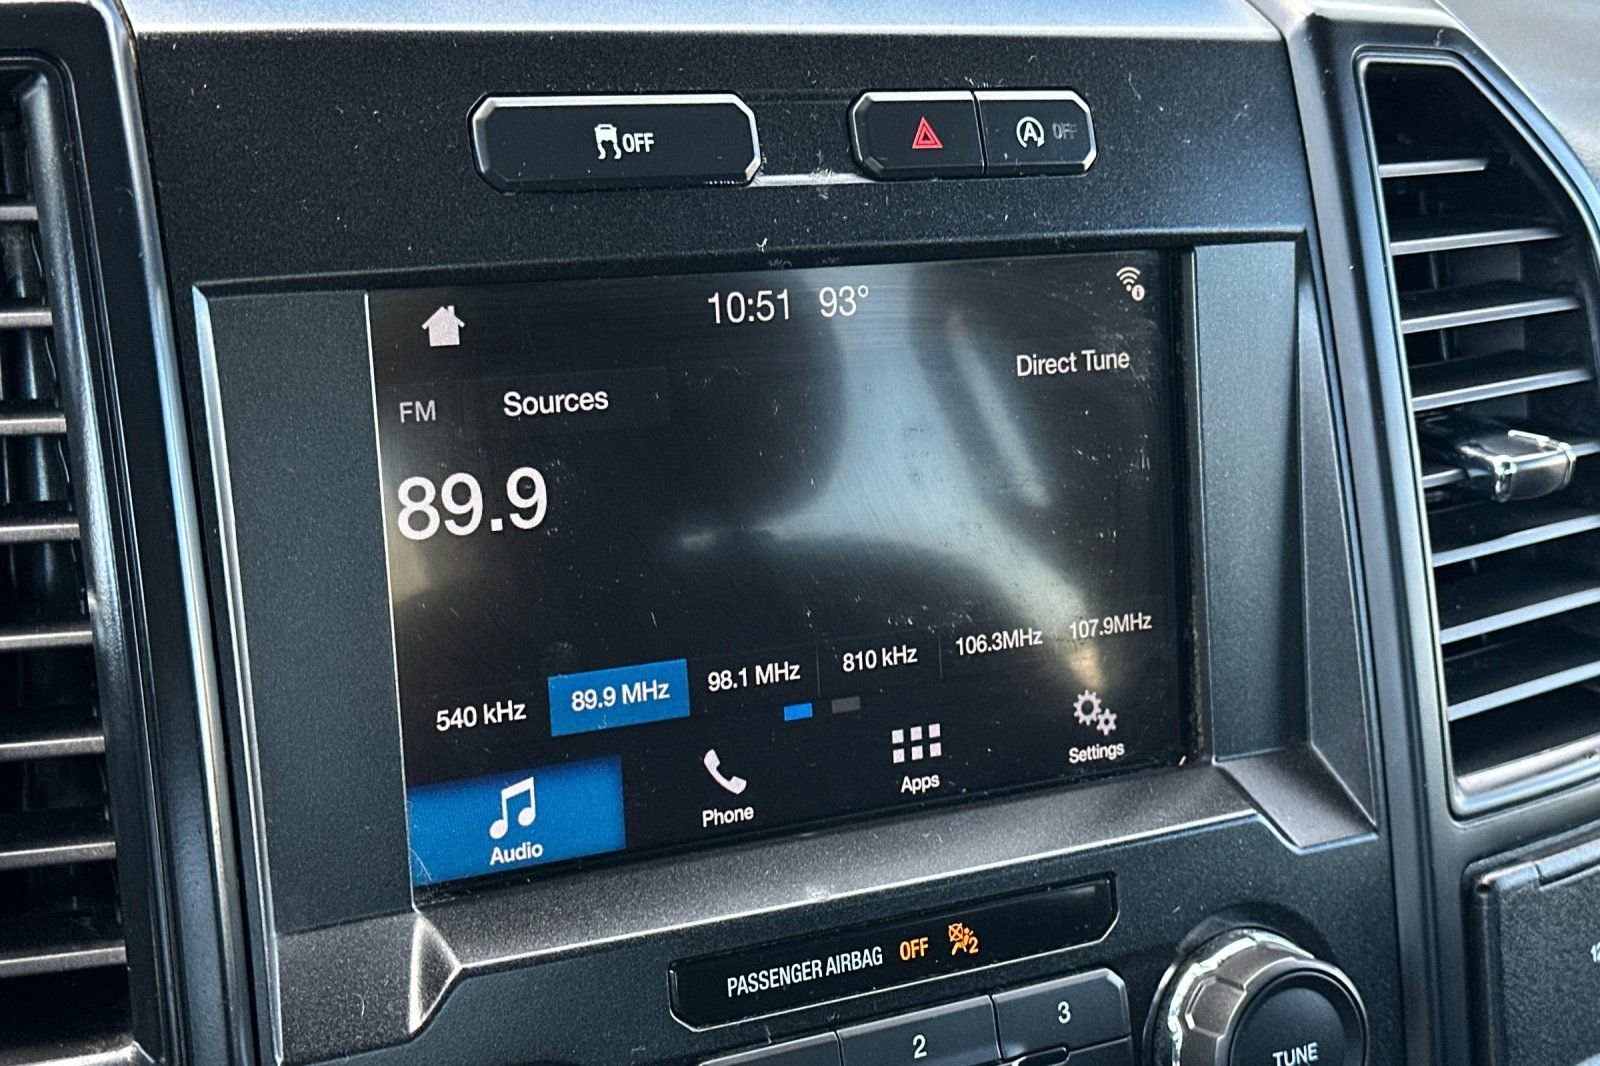 OFF
A OFF
10:51 93°
Direct Tune
FM Sources
89.9
540 kHz 89.9 MHz 98.1 MHz 810 kHz 106.3MHz 107.9MHz
Audio Phone Apps Settings
PASSENGER AIRBAG OFF 2
2 3
TUNE